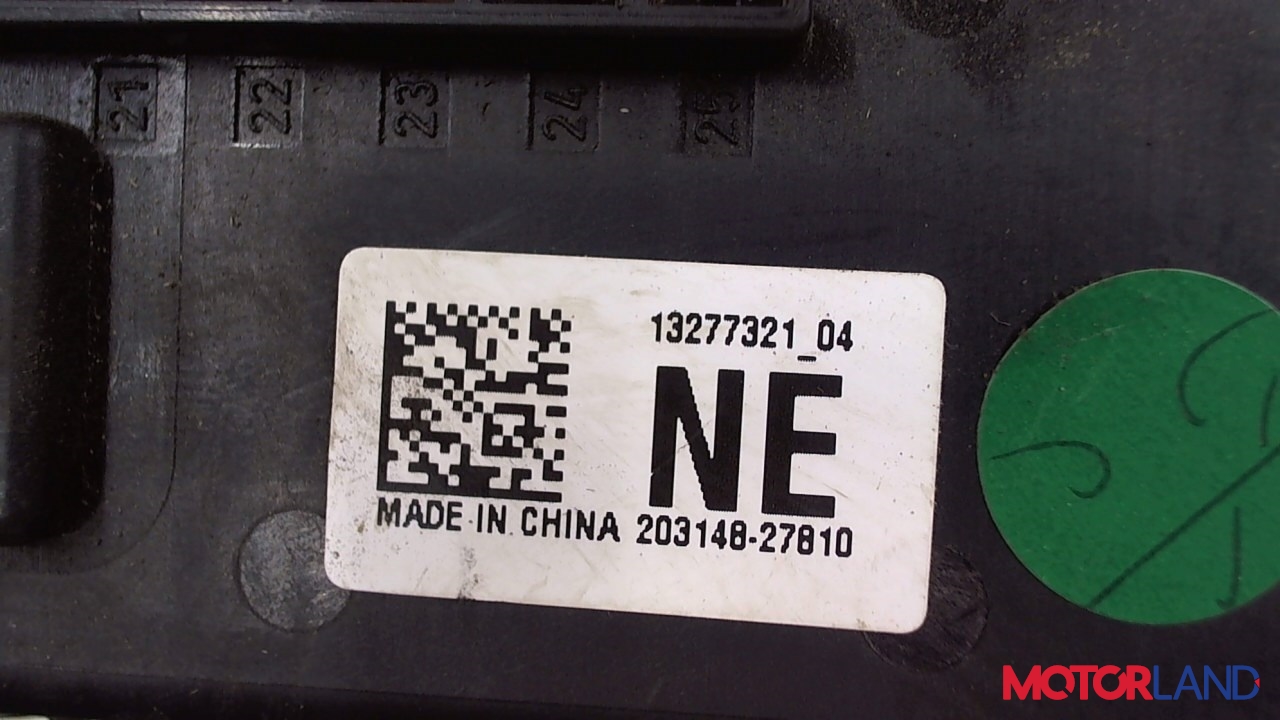 21 22 23 24 25
13277321_04
NE
MADE IN CHINA 203148-27810
MOTORLAND